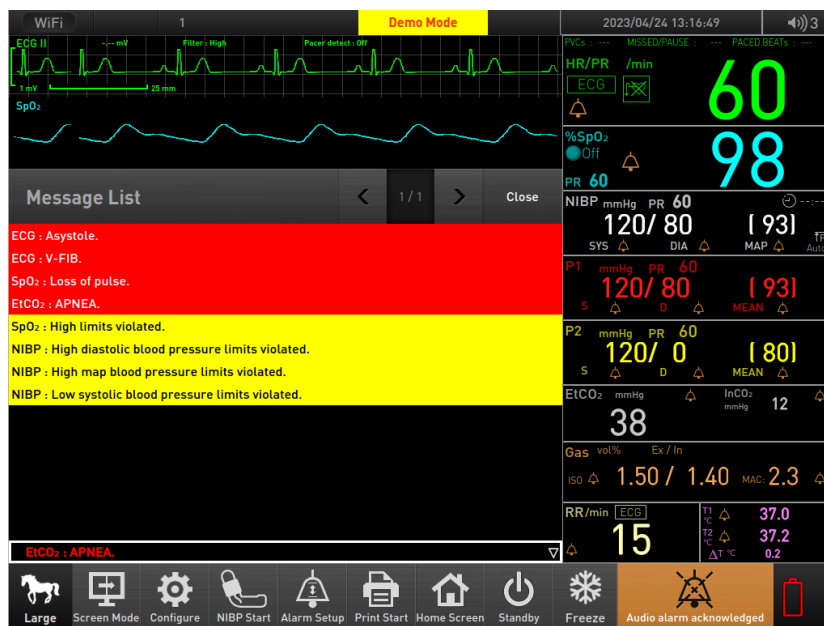 WiFi
1
Demo Mode
2023/04/24 13:16:49
3
ECG II
-.-- mV
Filter : High
Pacer detect : Off
1 mV
25 mm
SpO₂
PVCs : ---
MISSED/PAUSE : ---
PACED BEATs : ---
HR/PR /min
ECG
60
%SpO₂
Off
98
PR 60
Message List
1/1
Close
ECG : Asystole.
ECG : V-FIB.
SpO₂ : Loss of pulse.
EtCO₂ : APNEA.
SpO₂ : High limits violated.
NIBP : High diastolic blood pressure limits violated.
NIBP : High map blood pressure limits violated.
NIBP : Low systolic blood pressure limits violated.
NIBP mmHg PR 60
--:--
120/ 80 ( 93)
SYS DIA MAP
Auto
P1 mmHg PR 60
120/ 80 ( 93)
S D MEAN
P2 mmHg PR 60
120/ 0 ( 80)
S D MEAN
EtCO₂ mmHg
38
InCO₂
mmHg
12
Gas vol% Ex / In
ISO 1.50 / 1.40 MAC: 2.3
RR/min ECG
15
T1 °C 37.0
T2 °C 37.2
ΔT °C 0.2
EtCO₂ : APNEA.
Large
Screen Mode
Configure
NIBP Start
Alarm Setup
Print Start
Home Screen
Standby
Freeze
Audio alarm acknowledged